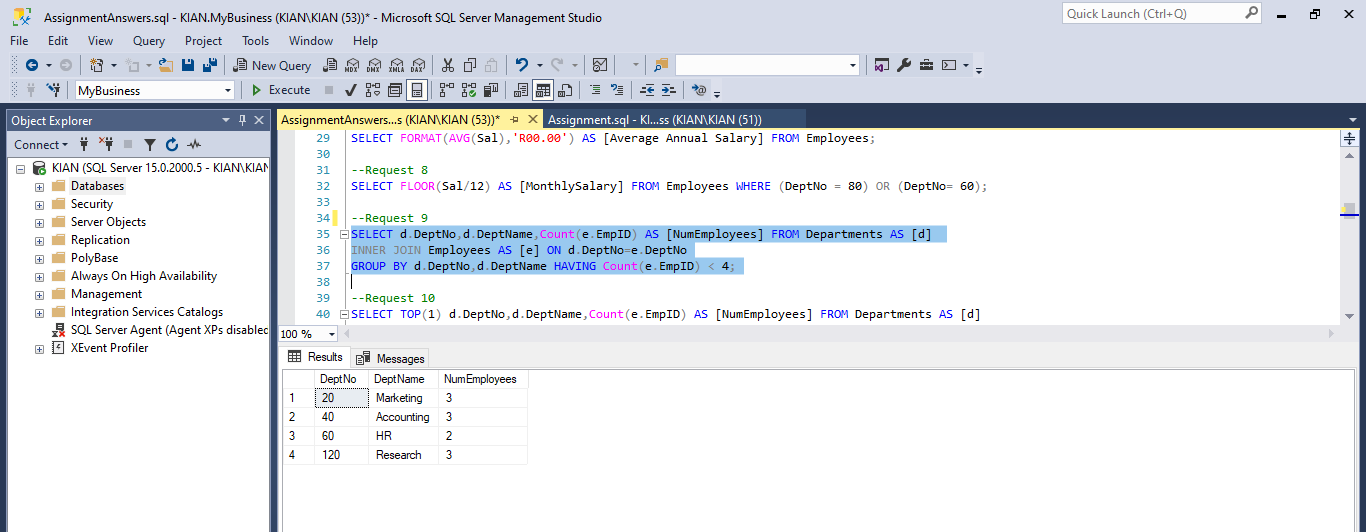 AssignmentAnswers.sql - KIAN.MyBusiness (KIAN\KIAN (53))* - Microsoft SQL Server Management Studio
Quick Launch (Ctrl+Q)
File Edit View Query Project Tools Window Help
New Query MDX DMX XMLA DAX
MyBusiness Execute
Object Explorer
AssignmentAnswers...s (KIAN\KIAN (53))* Assignment.sql - KI...ss (KIAN\KIAN (51))
Connect
KIAN (SQL Server 15.0.2000.5 - KIAN\KIAN
Databases
Security
Server Objects
Replication
PolyBase
Always On High Availability
Management
Integration Services Catalogs
SQL Server Agent (Agent XPs disabled
XEvent Profiler
29 SELECT FORMAT(AVG(Sal),'R00.00') AS [Average Annual Salary] FROM Employees;
30
31 --Request 8
32 SELECT FLOOR(Sal/12) AS [MonthlySalary] FROM Employees WHERE (DeptNo = 80) OR (DeptNo= 60);
33
34 --Request 9
35 SELECT d.DeptNo,d.DeptName,Count(e.EmpID) AS [NumEmployees] FROM Departments AS [d]
36 INNER JOIN Employees AS [e] ON d.DeptNo=e.DeptNo
37 GROUP BY d.DeptNo,d.DeptName HAVING Count(e.EmpID) < 4;
38
39 --Request 10
40 SELECT TOP(1) d.DeptNo,d.DeptName,Count(e.EmpID) AS [NumEmployees] FROM Departments AS [d]
100 %
Results Messages
DeptNo DeptName NumEmployees
1 20 Marketing 3
2 40 Accounting 3
3 60 HR 2
4 120 Research 3